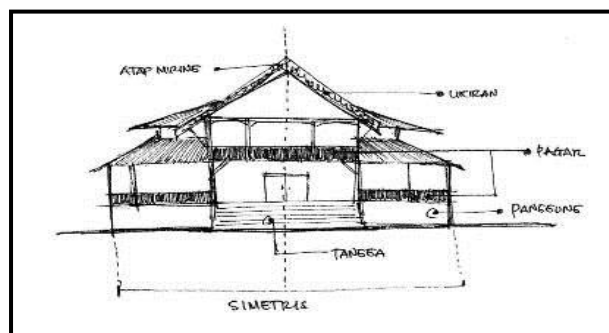 ATAP MIRING
UKIRAN
PAGAR
PANGGUNG
TANGGA
SIMETRIS